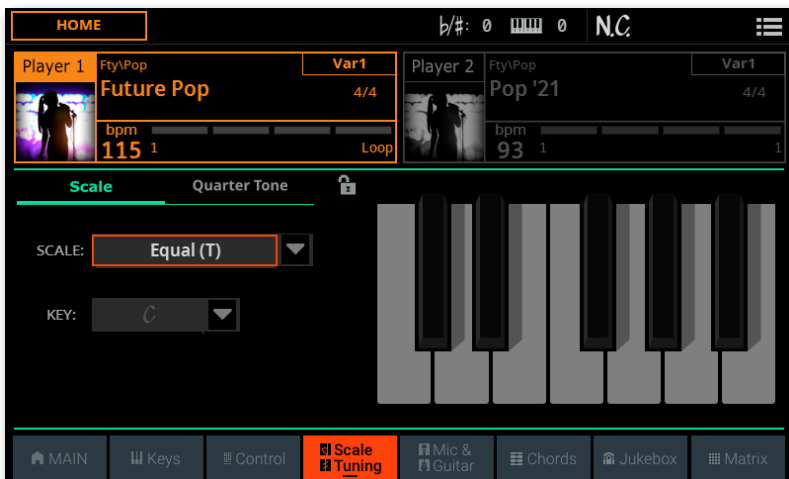 HOME
♭/#: 0 0 N.C.
Player 1 Fty\Pop Var1
Future Pop 4/4
bpm
115 1 Loop
Player 2 Fty\Pop Var1
Pop '21 4/4
bpm
93 1 1
Scale Quarter Tone
SCALE: Equal (T)
KEY: C
MAIN Keys Control Scale Tuning Mic & Guitar Chords Jukebox Matrix